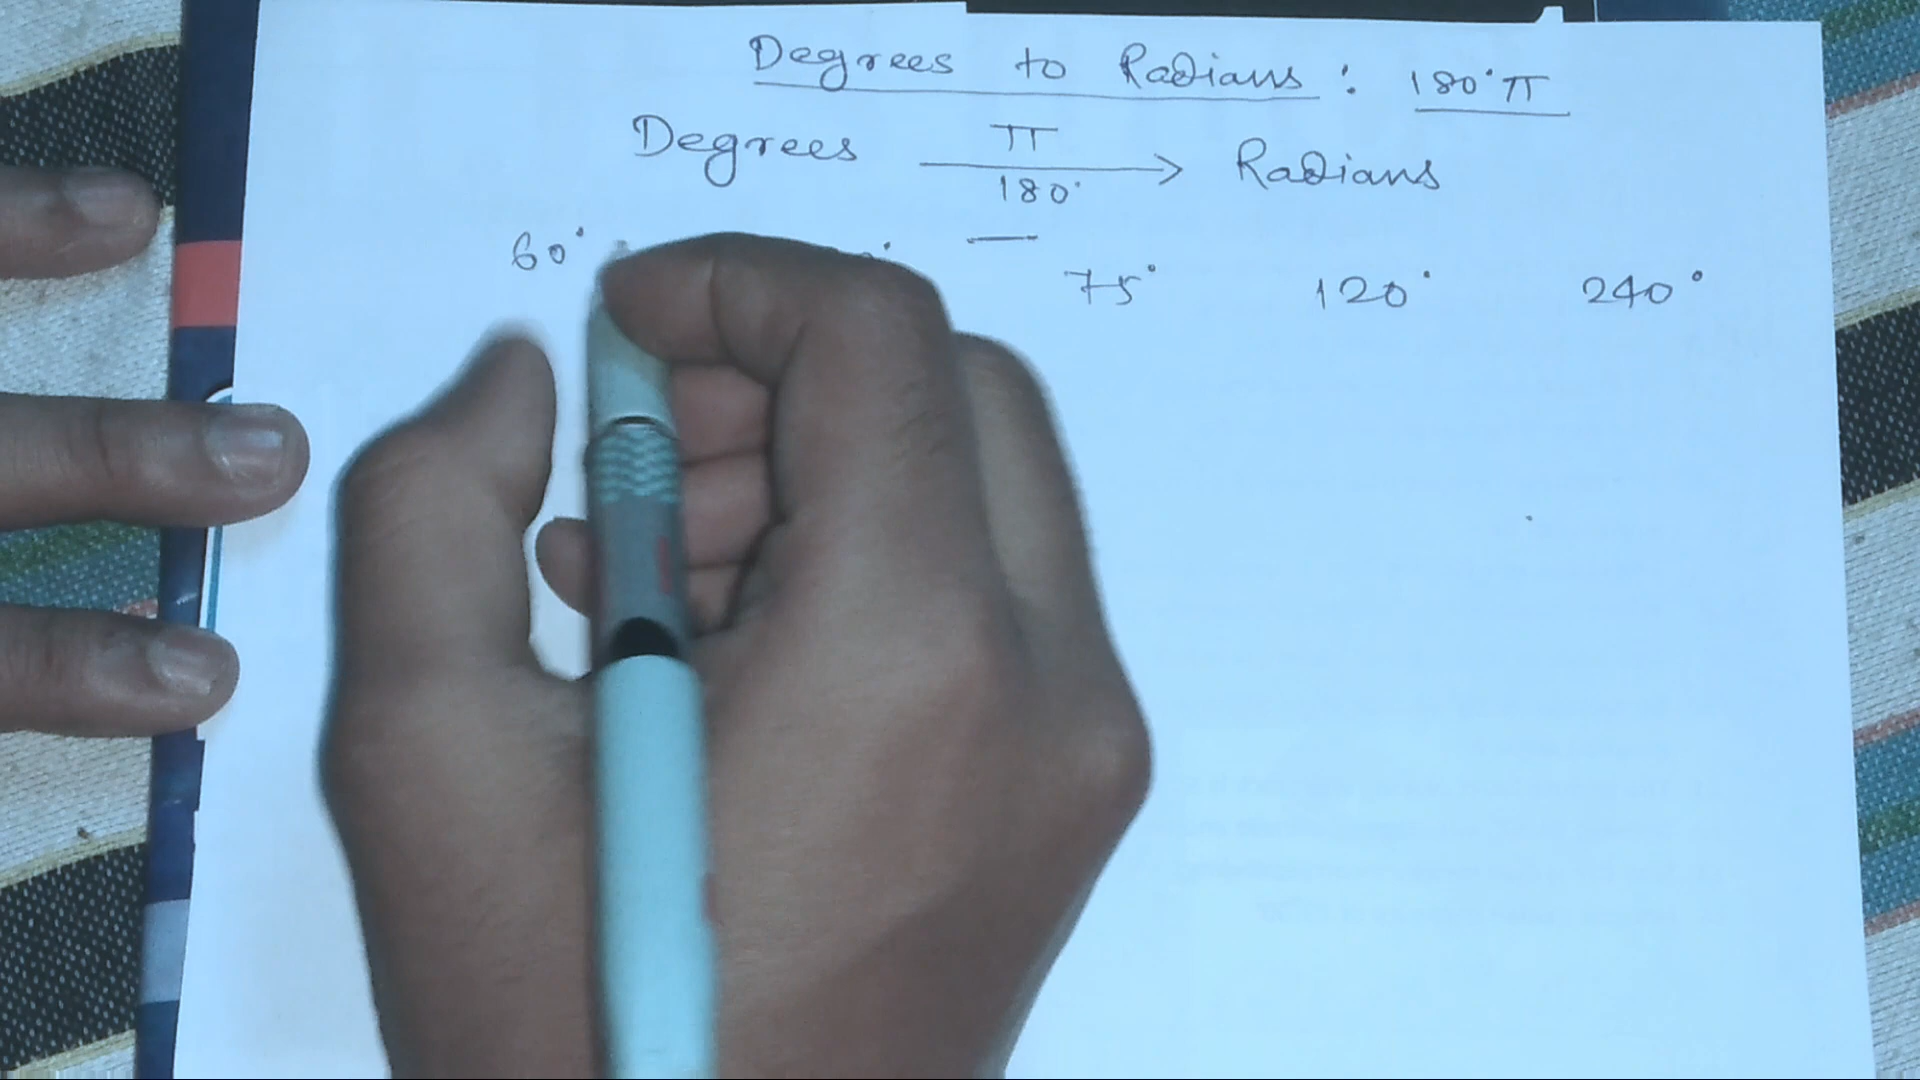 Degrees to Radians : 180°π
Degrees π/180° → Radians
60° 75° 120° 240°